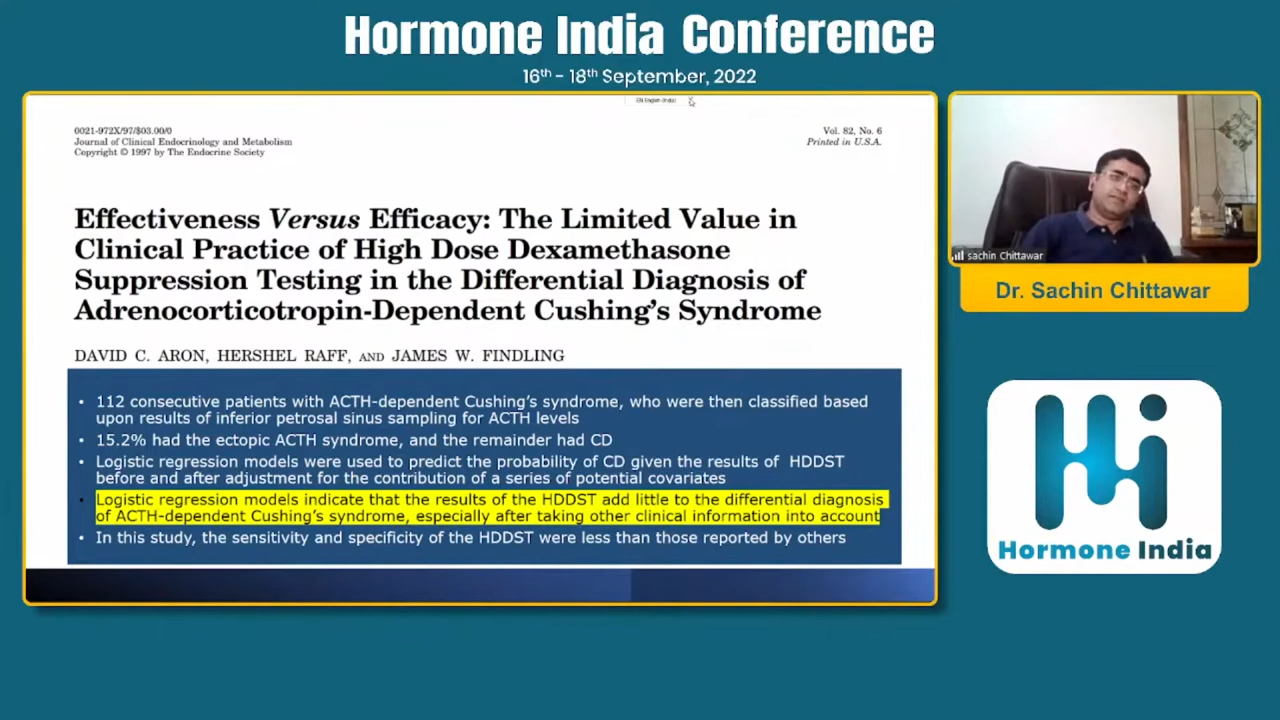 Hormone India Conference
16th - 18th September, 2022
EN English (India)
0021-972X/97/$03.00/0
Journal of Clinical Endocrinology and Metabolism
Copyright © 1997 by The Endocrine Society
Vol. 82, No. 6
Printed in U.S.A.
Effectiveness Versus Efficacy: The Limited Value in
Clinical Practice of High Dose Dexamethasone
Suppression Testing in the Differential Diagnosis of
Adrenocorticotropin-Dependent Cushing's Syndrome
DAVID C. ARON, HERSHEL RAFF, AND JAMES W. FINDLING
• 112 consecutive patients with ACTH-dependent Cushing's syndrome, who were then classified based
upon results of inferior petrosal sinus sampling for ACTH levels
• 15.2% had the ectopic ACTH syndrome, and the remainder had CD
• Logistic regression models were used to predict the probability of CD given the results of HDDST
before and after adjustment for the contribution of a series of potential covariates
• Logistic regression models indicate that the results of the HDDST add little to the differential diagnosis
of ACTH-dependent Cushing's syndrome, especially after taking other clinical information into account
• In this study, the sensitivity and specificity of the HDDST were less than those reported by others
sachin Chittawar
Dr. Sachin Chittawar
Hormone India